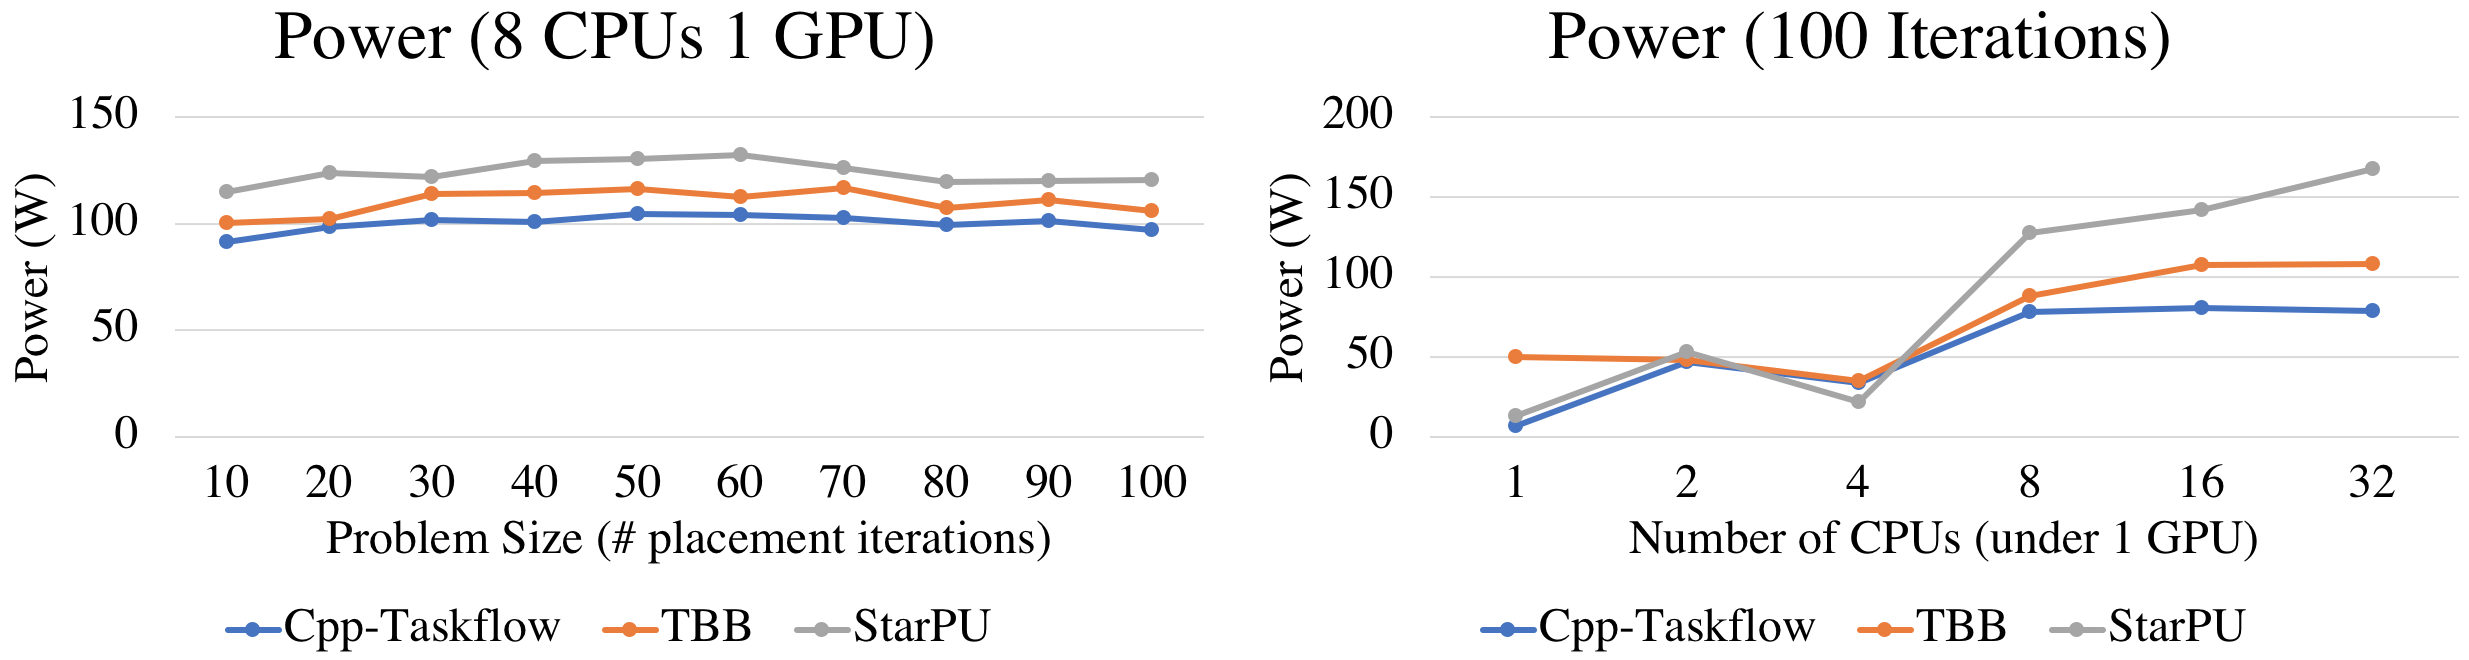 Power (8 CPUs 1 GPU)
150
100
50
0
Power (W)
10 20 30 40 50 60 70 80 90 100
Problem Size (# placement iterations)
Cpp-Taskflow TBB StarPU
Power (100 Iterations)
200
150
100
50
0
Power (W)
1 2 4 8 16 32
Number of CPUs (under 1 GPU)
Cpp-Taskflow TBB StarPU